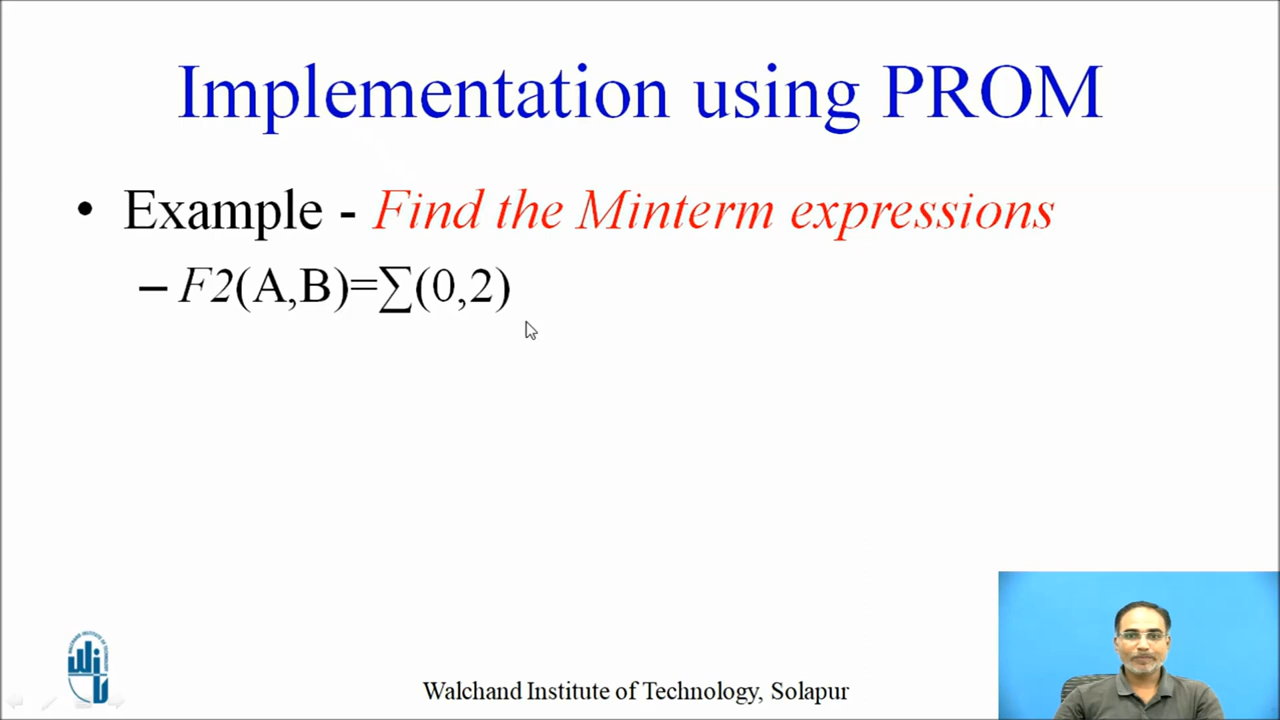 Implementation using PROM
• Example - Find the Minterm expressions
– F2(A,B)=∑(0,2)
Walchand Institute of Technology, Solapur